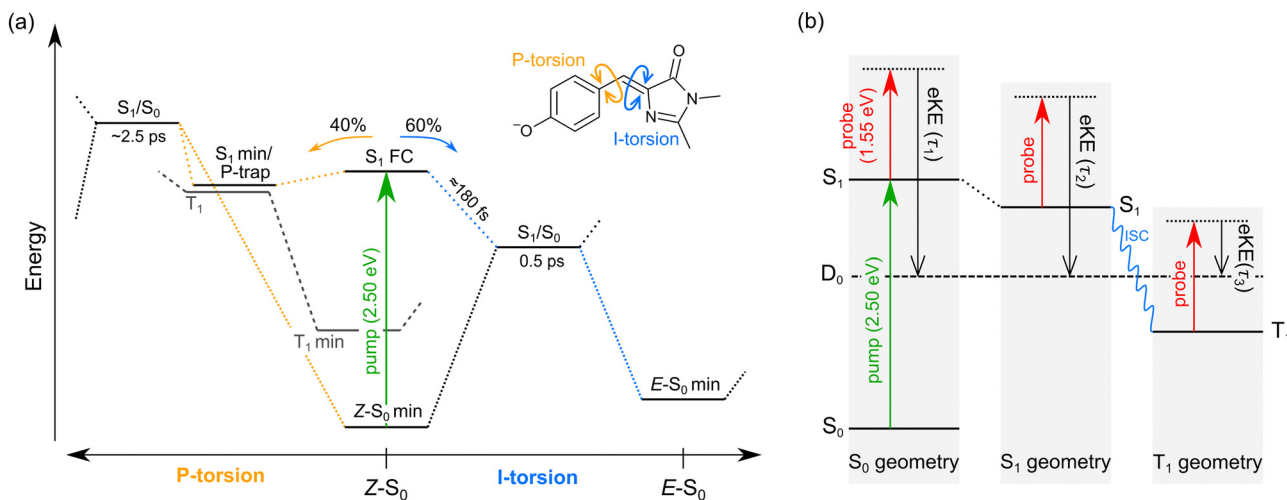 (a)
S1/S0
~2.5 ps
S1 min/
P-trap
T1
T1 min
40%
60%
S1 FC
≈180 fs
S1/S0
0.5 ps
pump (2.50 eV)
Z-S0 min
E-S0 min
P-torsion
I-torsion
O
N
N
−O
Energy
P-torsion
Z-S0
I-torsion
E-S0
(b)
probe
(1.55 eV)
eKE (τ1)
S1
pump (2.50 eV)
D0
S0
probe
eKE (τ2)
S1
ISC
probe
eKE(τ3)
S0 geometry
S1 geometry
T1 geometry